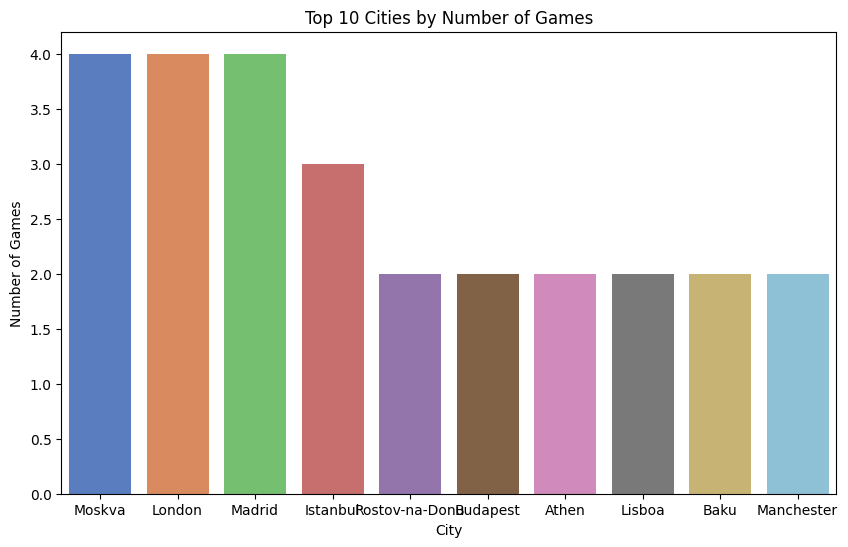 Top 10 Cities by Number of Games
Number of Games
4.0
3.5
3.0
2.5
2.0
1.5
1.0
0.5
0.0
Moskva London Madrid Istanbul Rostov-na-Donu Budapest Athen Lisboa Baku Manchester
City